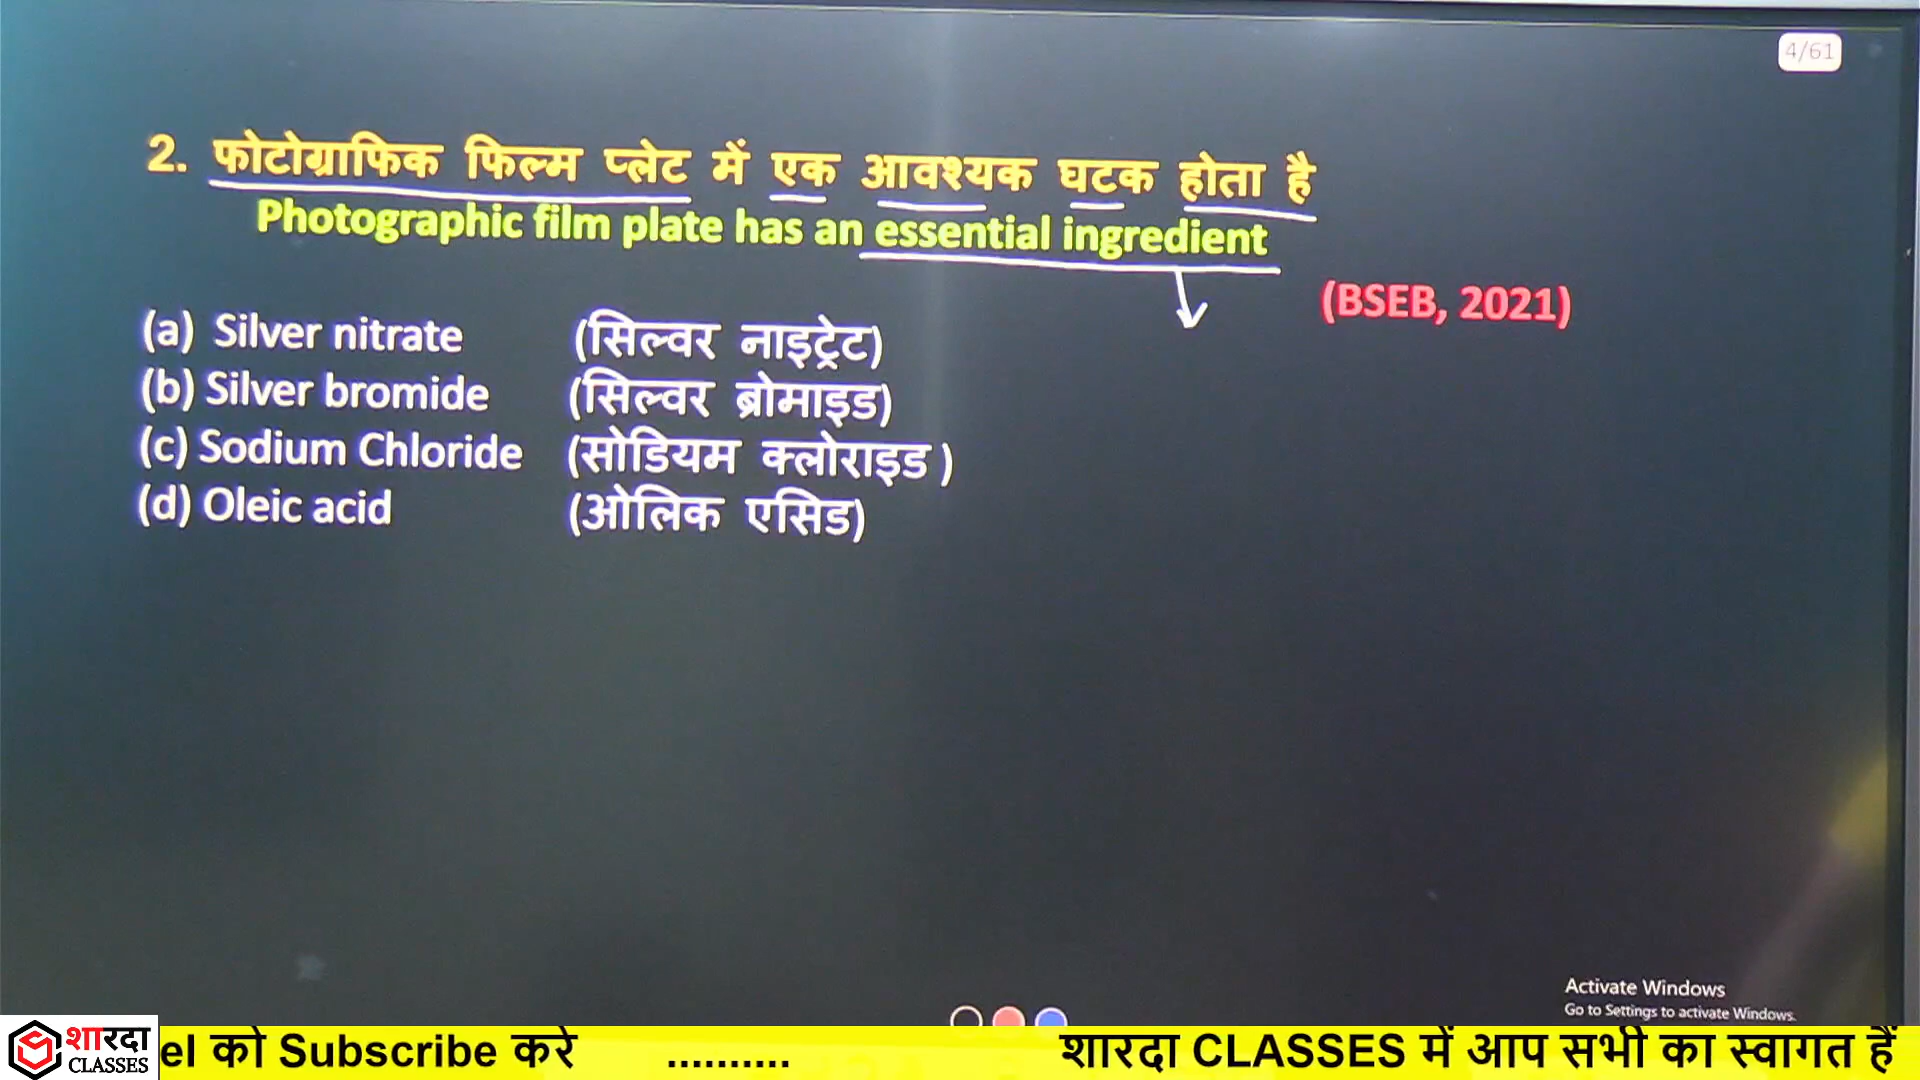 4/61
2. फोटोग्राफिक फिल्म प्लेट में एक आवश्यक घटक होता है
Photographic film plate has an essential ingredient
(BSEB, 2021)
(a) Silver nitrate (सिल्वर नाइट्रेट)
(b) Silver bromide (सिल्वर ब्रोमाइड)
(c) Sodium Chloride (सोडियम क्लोराइड )
(d) Oleic acid (ओलिक एसिड)
Activate Windows
Go to Settings to activate Windows.
शारदा
CLASSES
el को Subscribe करे .......... शारदा CLASSES में आप सभी का स्वागत हैं